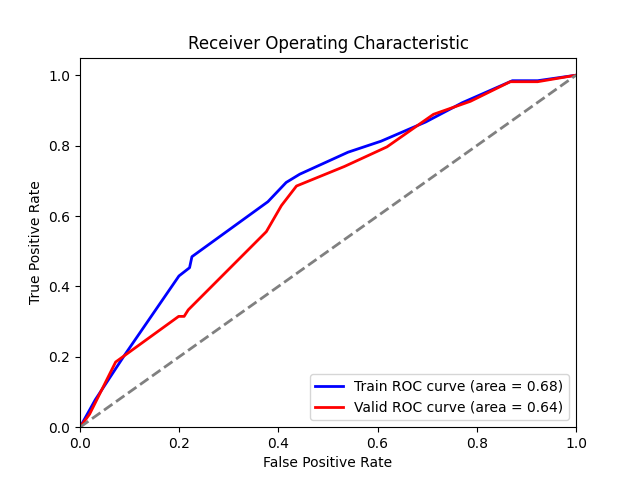 Receiver Operating Characteristic
True Positive Rate
1.0
0.8
0.6
0.4
0.2
0.0
Train ROC curve (area = 0.68)
Valid ROC curve (area = 0.64)
0.0 0.2 0.4 0.6 0.8 1.0
False Positive Rate